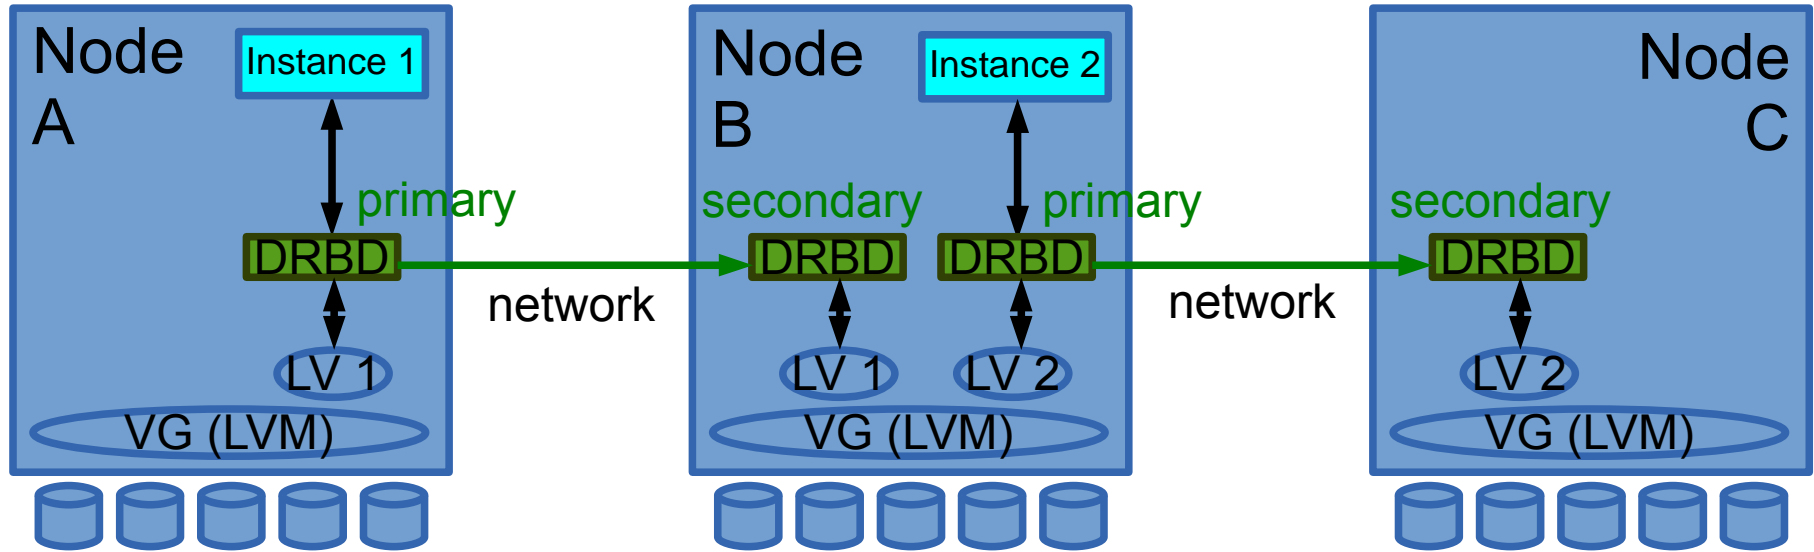 Node
A
Instance 1
primary
DRBD
LV 1
VG (LVM)
network
Node
B
Instance 2
secondary
primary
DRBD
DRBD
LV 1
LV 2
VG (LVM)
network
Node
C
secondary
DRBD
LV 2
VG (LVM)